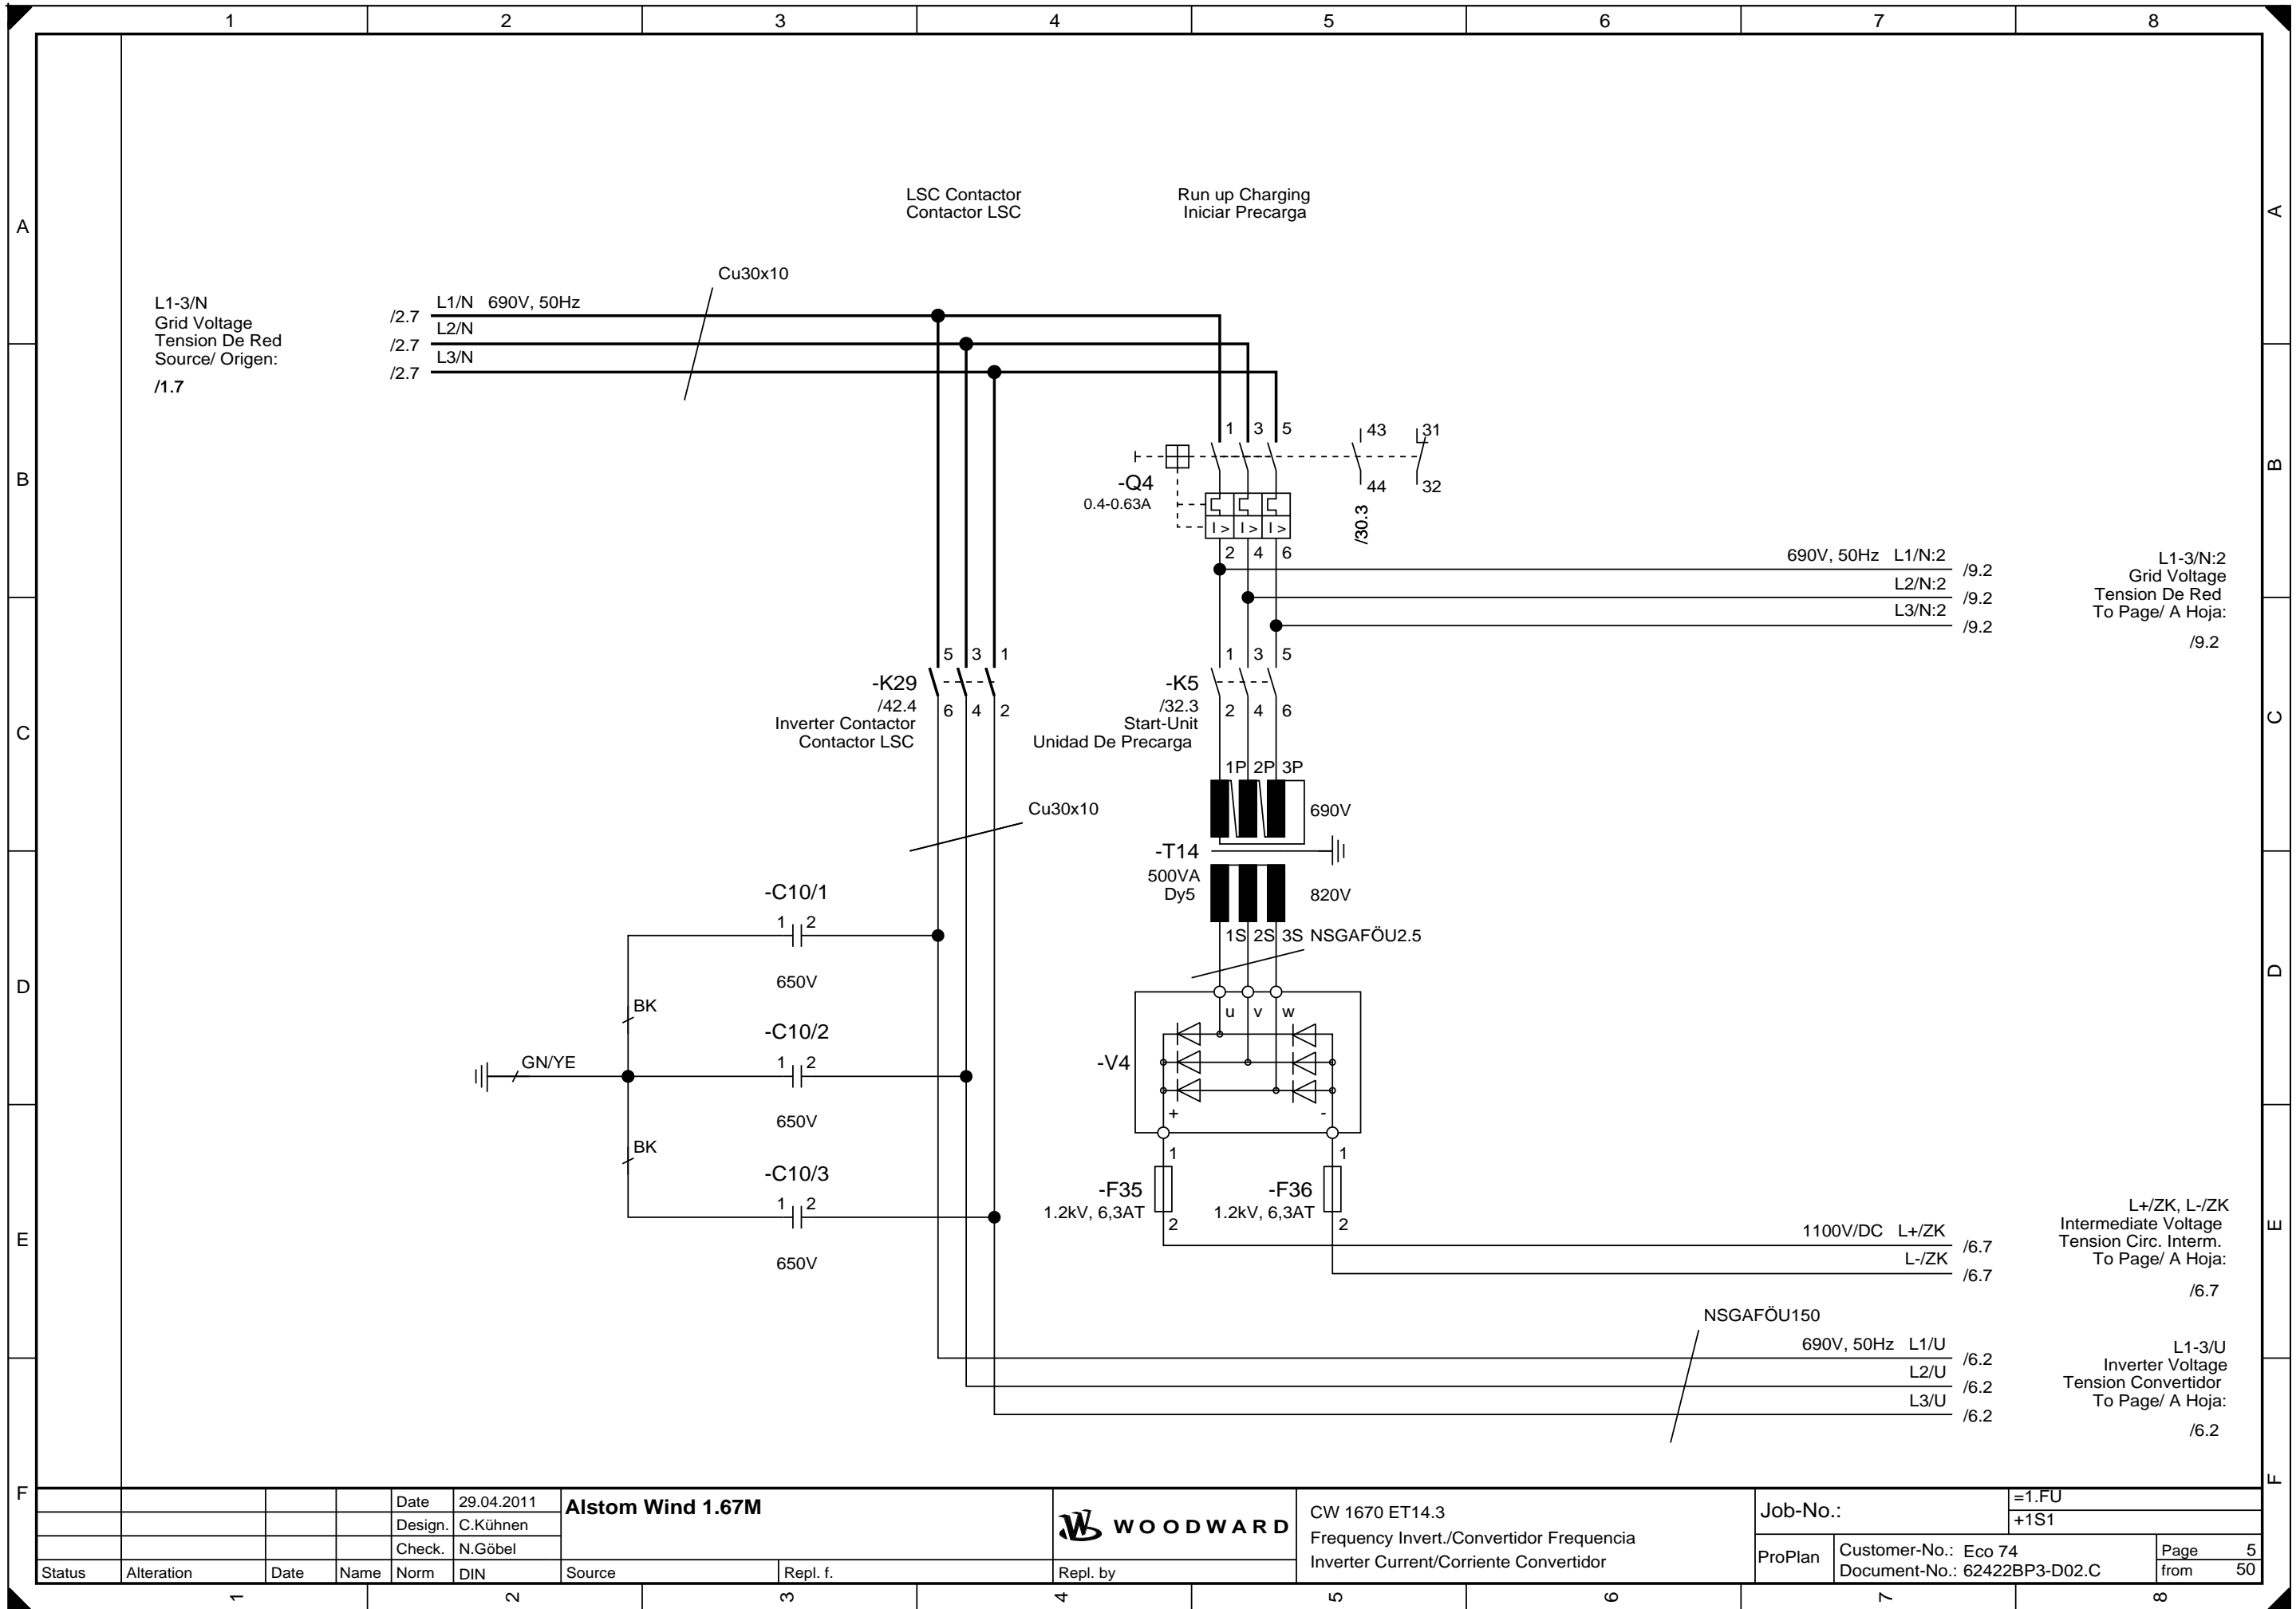 1 2 3 4 5 6 7 8
LSC Contactor
Contactor LSC
Run up Charging
Iniciar Precarga
A A
Cu30x10
L1-3/N
Grid Voltage
Tension De Red
Source/ Origen:
/1.7
/2.7 L1/N 690V, 50Hz
/2.7 L2/N
/2.7 L3/N
1 3 5 43 31
-Q4
0.4-0.63A
44 32
I > I > I >
/30.3
B B
2 4 6
690V, 50Hz L1/N:2 /9.2
L2/N:2 /9.2
L3/N:2 /9.2
L1-3/N:2
Grid Voltage
Tension De Red
To Page/ A Hoja:
/9.2
5 3 1
-K29
/42.4
Inverter Contactor
Contactor LSC
6 4 2
1 3 5
-K5
/32.3
Start-Unit
Unidad De Precarga
2 4 6
C C
1P 2P 3P
690V
Cu30x10
-T14
500VA
Dy5
820V
1S 2S 3S NSGAFÖU2.5
-C10/1
1 2
650V
BK
D D
-C10/2
1 2
GN/YE
650V
BK
-C10/3
1 2
650V
u v w
-V4
+ -
1 1
-F35
1.2kV, 6,3AT
2
-F36
1.2kV, 6,3AT
2
E E
1100V/DC L+/ZK /6.7
L-/ZK /6.7
L+/ZK, L-/ZK
Intermediate Voltage
Tension Circ. Interm.
To Page/ A Hoja:
/6.7
NSGAFÖU150
690V, 50Hz L1/U /6.2
L2/U /6.2
L3/U /6.2
L1-3/U
Inverter Voltage
Tension Convertidor
To Page/ A Hoja:
/6.2
F F
Date 29.04.2011
Design. C.Kühnen
Check. N.Göbel
Status Alteration Date Name Norm DIN
Alstom Wind 1.67M
Source Repl. f. Repl. by
WOODWARD
CW 1670 ET14.3
Frequency Invert./Convertidor Frequencia
Inverter Current/Corriente Convertidor
Job-No.:
=1.FU
+1S1
ProPlan
Customer-No.: Eco 74
Document-No.: 62422BP3-D02.C
Page 5
from 50
1 2 3 4 5 6 7 8